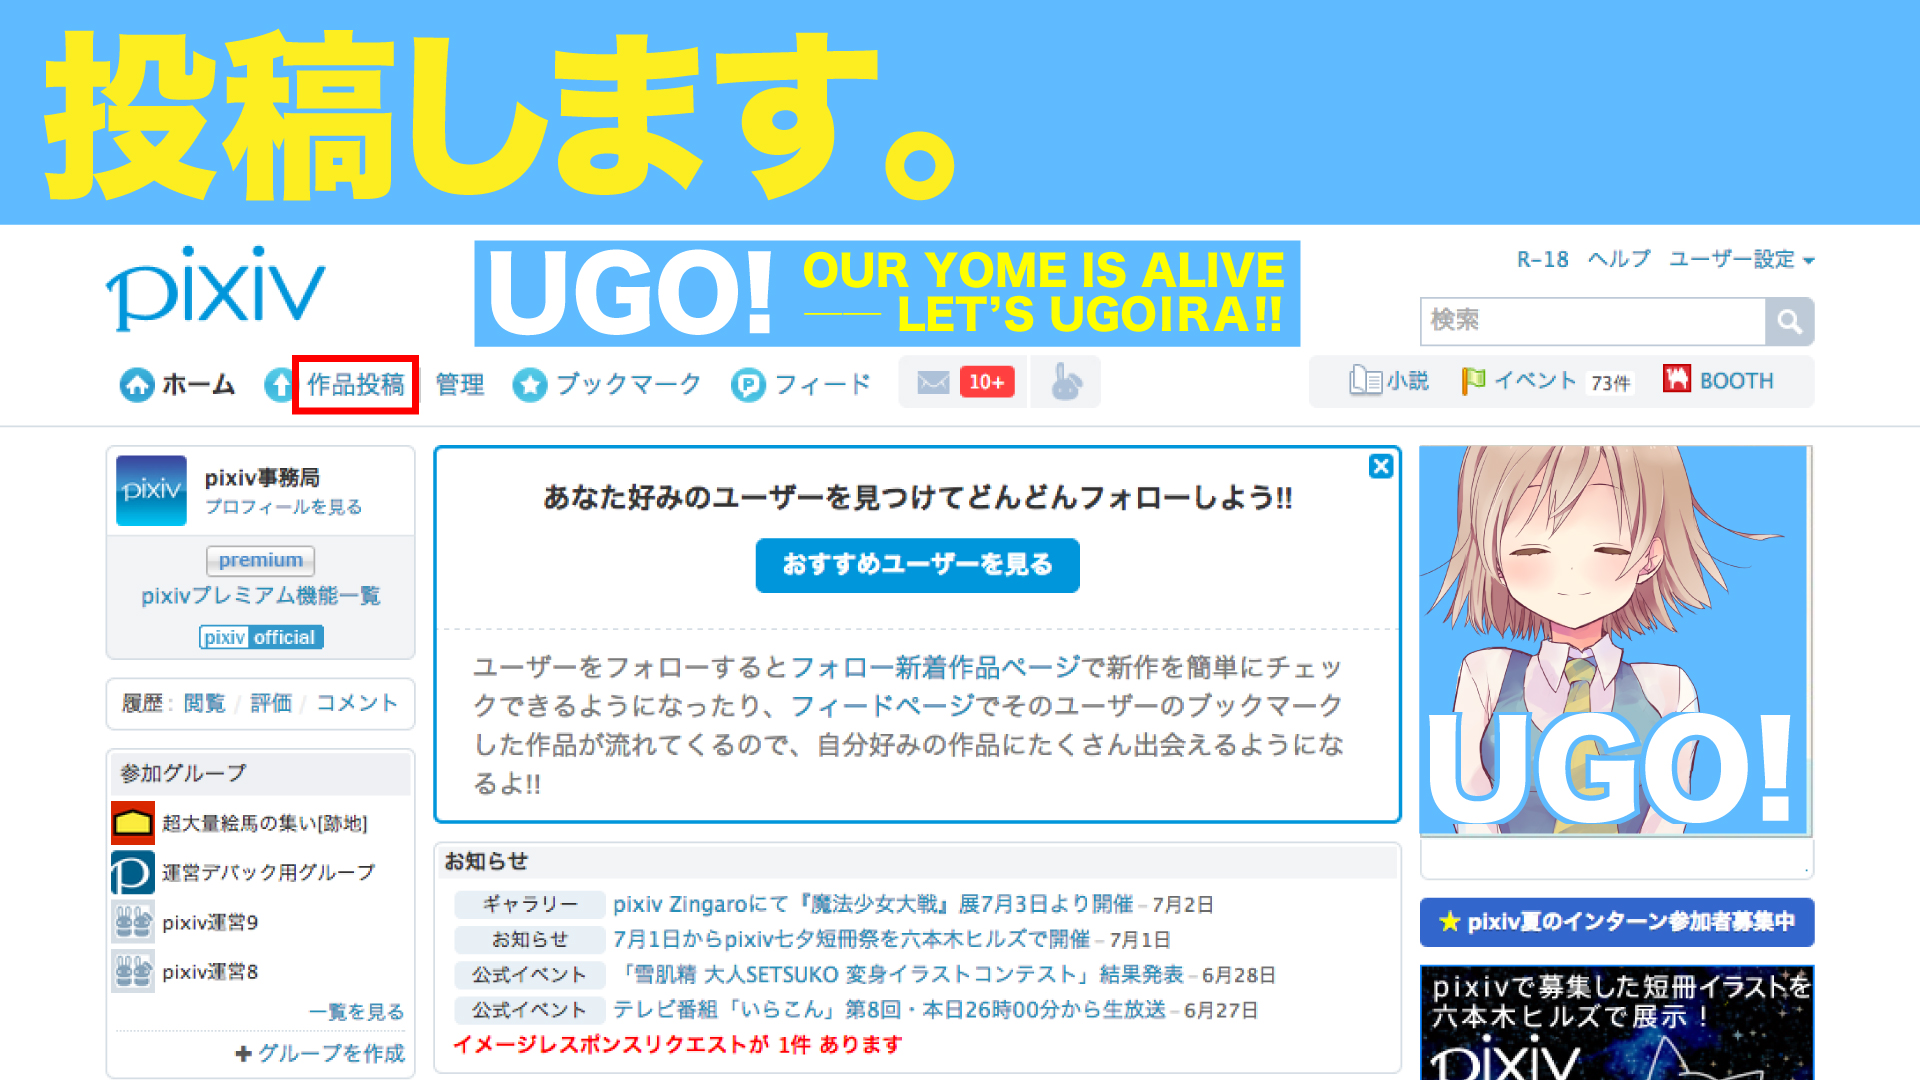 投稿します。
pixiv
UGO!
OUR YOME IS ALIVE
—— LET'S UGOIRA!!
R-18 ヘルプ ユーザー設定
検索
ホーム 作品投稿 管理 ブックマーク フィード 10+
小説 イベント 73件 BOOTH
pixiv
pixiv事務局
プロフィールを見る
premium
pixivプレミアム機能一覧
pixiv official
履歴: 閲覧 / 評価 / コメント
参加グループ
超大量絵馬の集い[跡地]
運営デバック用グループ
pixiv運営9
pixiv運営8
一覧を見る
グループを作成
あなた好みのユーザーを見つけてどんどんフォローしよう!!
おすすめユーザーを見る
ユーザーをフォローするとフォロー新着作品ページで新作を簡単にチェッ
クできるようになったり、フィードページでそのユーザーのブックマーク
した作品が流れてくるので、自分好みの作品にたくさん出会えるようにな
るよ!!
お知らせ
ギャラリー pixiv Zingaroにて『魔法少女大戦』展7月3日より開催 – 7月2日
お知らせ 7月1日からpixiv七夕短冊祭を六本木ヒルズで開催 – 7月1日
公式イベント 「雪肌精 大人SETSUKO 変身イラストコンテスト」結果発表 – 6月28日
公式イベント テレビ番組「いらこん」第8回・本日26時00分から生放送 – 6月27日
イメージレスポンスリクエストが 1件 あります
UGO!
pixiv夏のインターン参加者募集中
pixivで募集した短冊イラストを
六本木ヒルズで展示!
pixiv